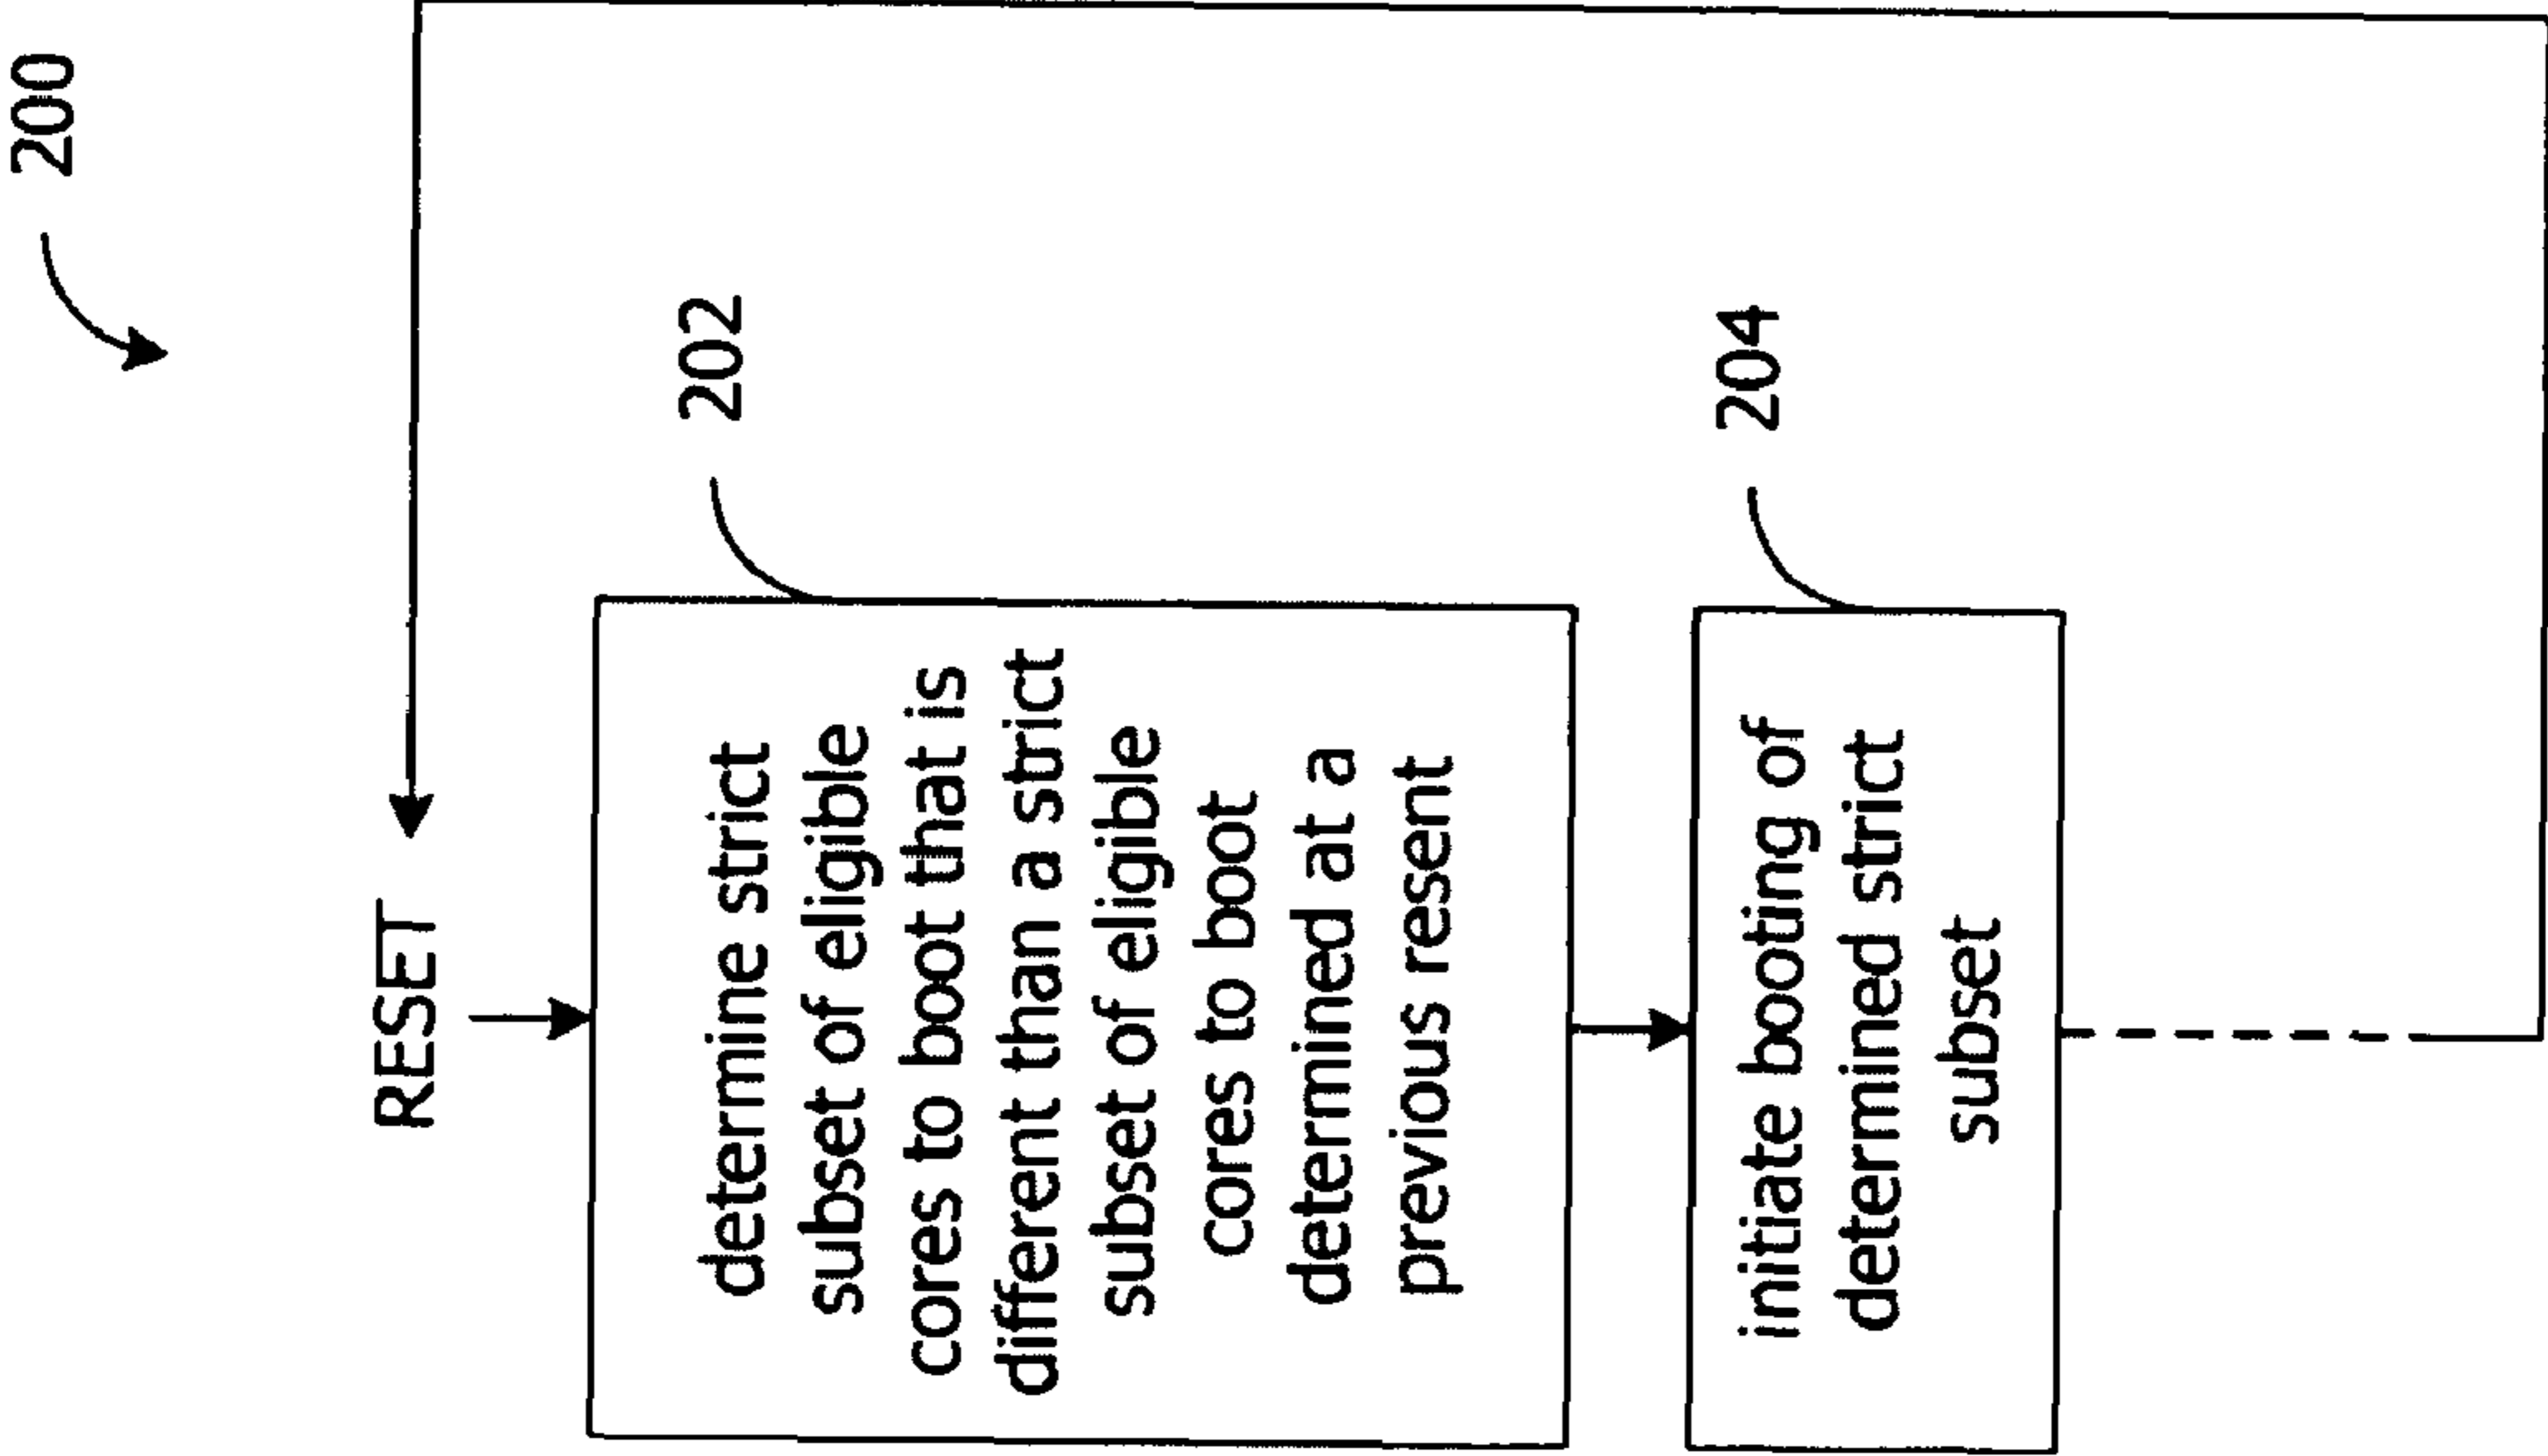 200
RESET
202
determine strict
subset of eligible
cores to boot that is
different than a strict
subset of eligible
cores to boot
determined at a
previous resent
204
initiate booting of
determined strict
subset